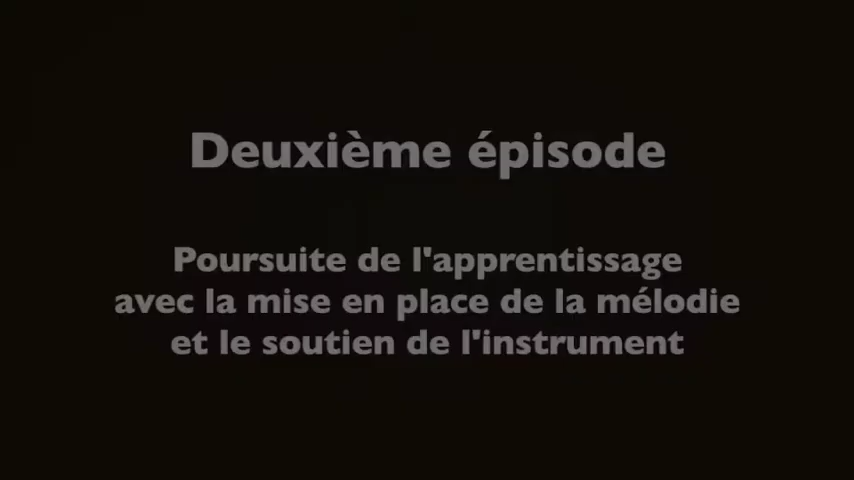 Deuxième épisode
Poursuite de l'apprentissage
avec la mise en place de la mélodie
et le soutien de l'instrument